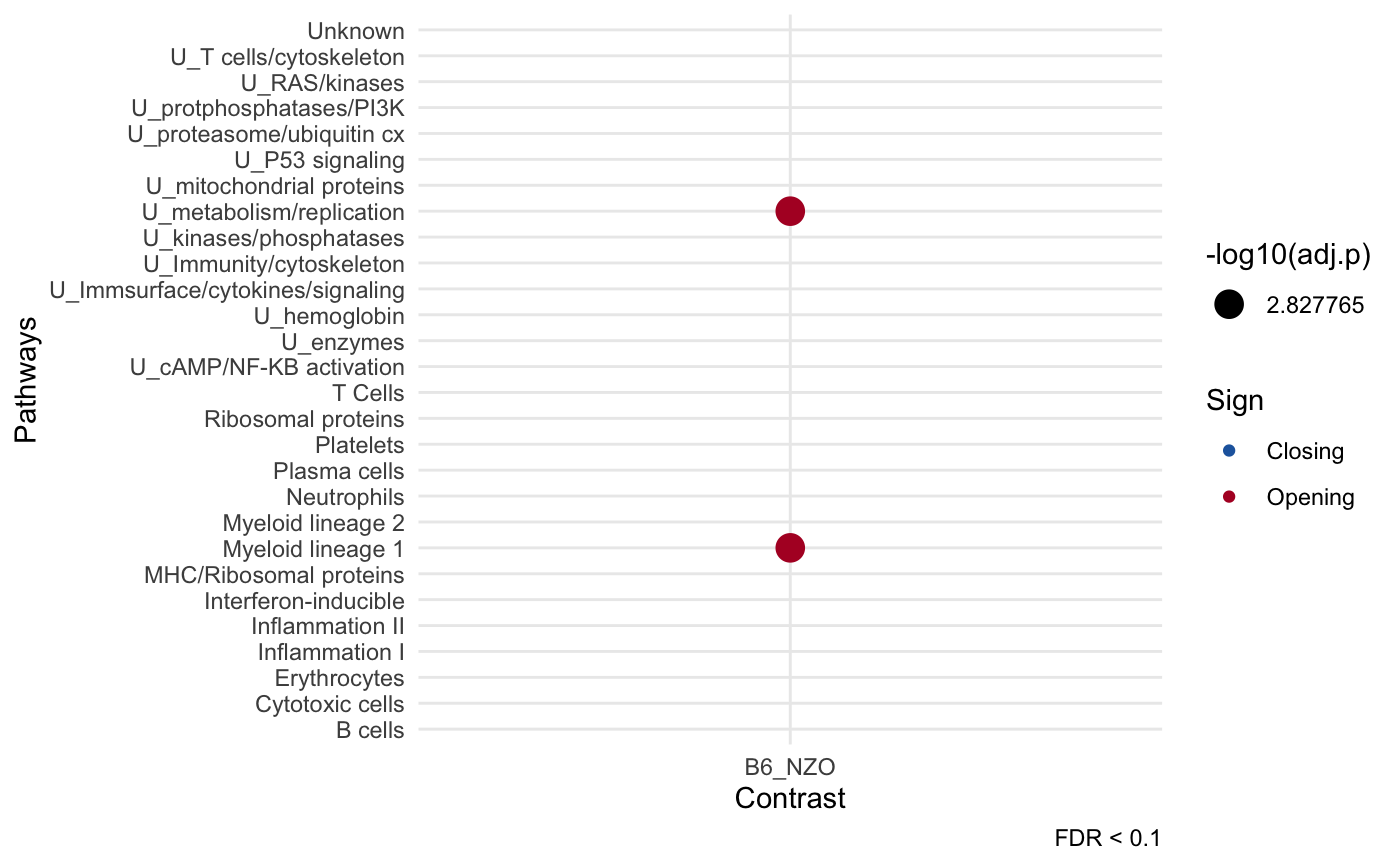 Unknown
U_T cells/cytoskeleton
U_RAS/kinases
U_protphosphatases/PI3K
U_proteasome/ubiquitin cx
U_P53 signaling
U_mitochondrial proteins
U_metabolism/replication
U_kinases/phosphatases
U_Immunity/cytoskeleton
U_Immsurface/cytokines/signaling
U_hemoglobin
U_enzymes
U_cAMP/NF-KB activation
T Cells
Ribosomal proteins
Platelets
Plasma cells
Neutrophils
Myeloid lineage 2
Myeloid lineage 1
MHC/Ribosomal proteins
Interferon-inducible
Inflammation II
Inflammation I
Erythrocytes
Cytotoxic cells
B cells
Pathways
B6_NZO
Contrast
FDR < 0.1
-log10(adj.p)
2.827765
Sign
Closing
Opening